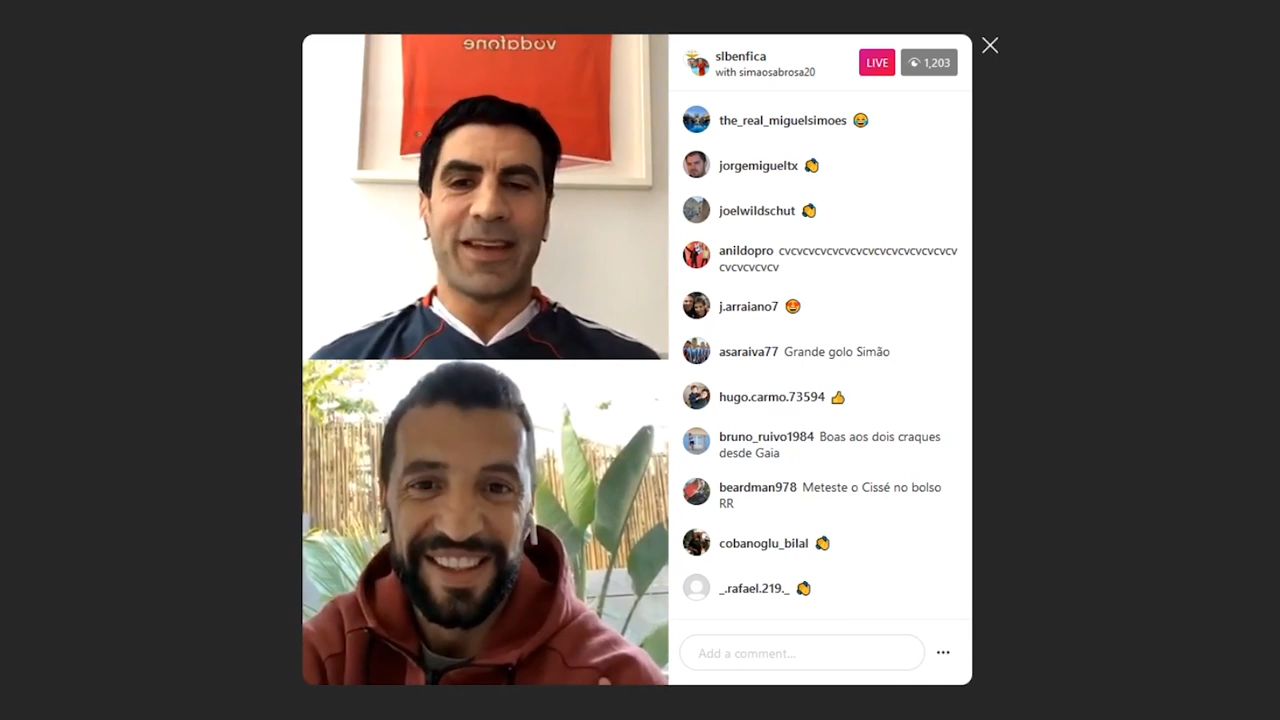 vodafone
slbenfica
with simaosabrosa20
LIVE
1,203
the_real_miguelsimoes 😂
jorgemigueltx 👏
joelwildschut 👏
anildopro cvcvcvcvcvcvcvcvcvcvcvcvcvcvcv
cvcvcvcvcv
j.arraiano7 😍
asaraiva77 Grande golo Simão
hugo.carmo.73594 👍
bruno_ruivo1984 Boas aos dois craques
desde Gaia
beardman978 Meteste o Cissé no bolso
RR
cobanoglu_bilal 👏
_.rafael.219._ 👏
Add a comment...